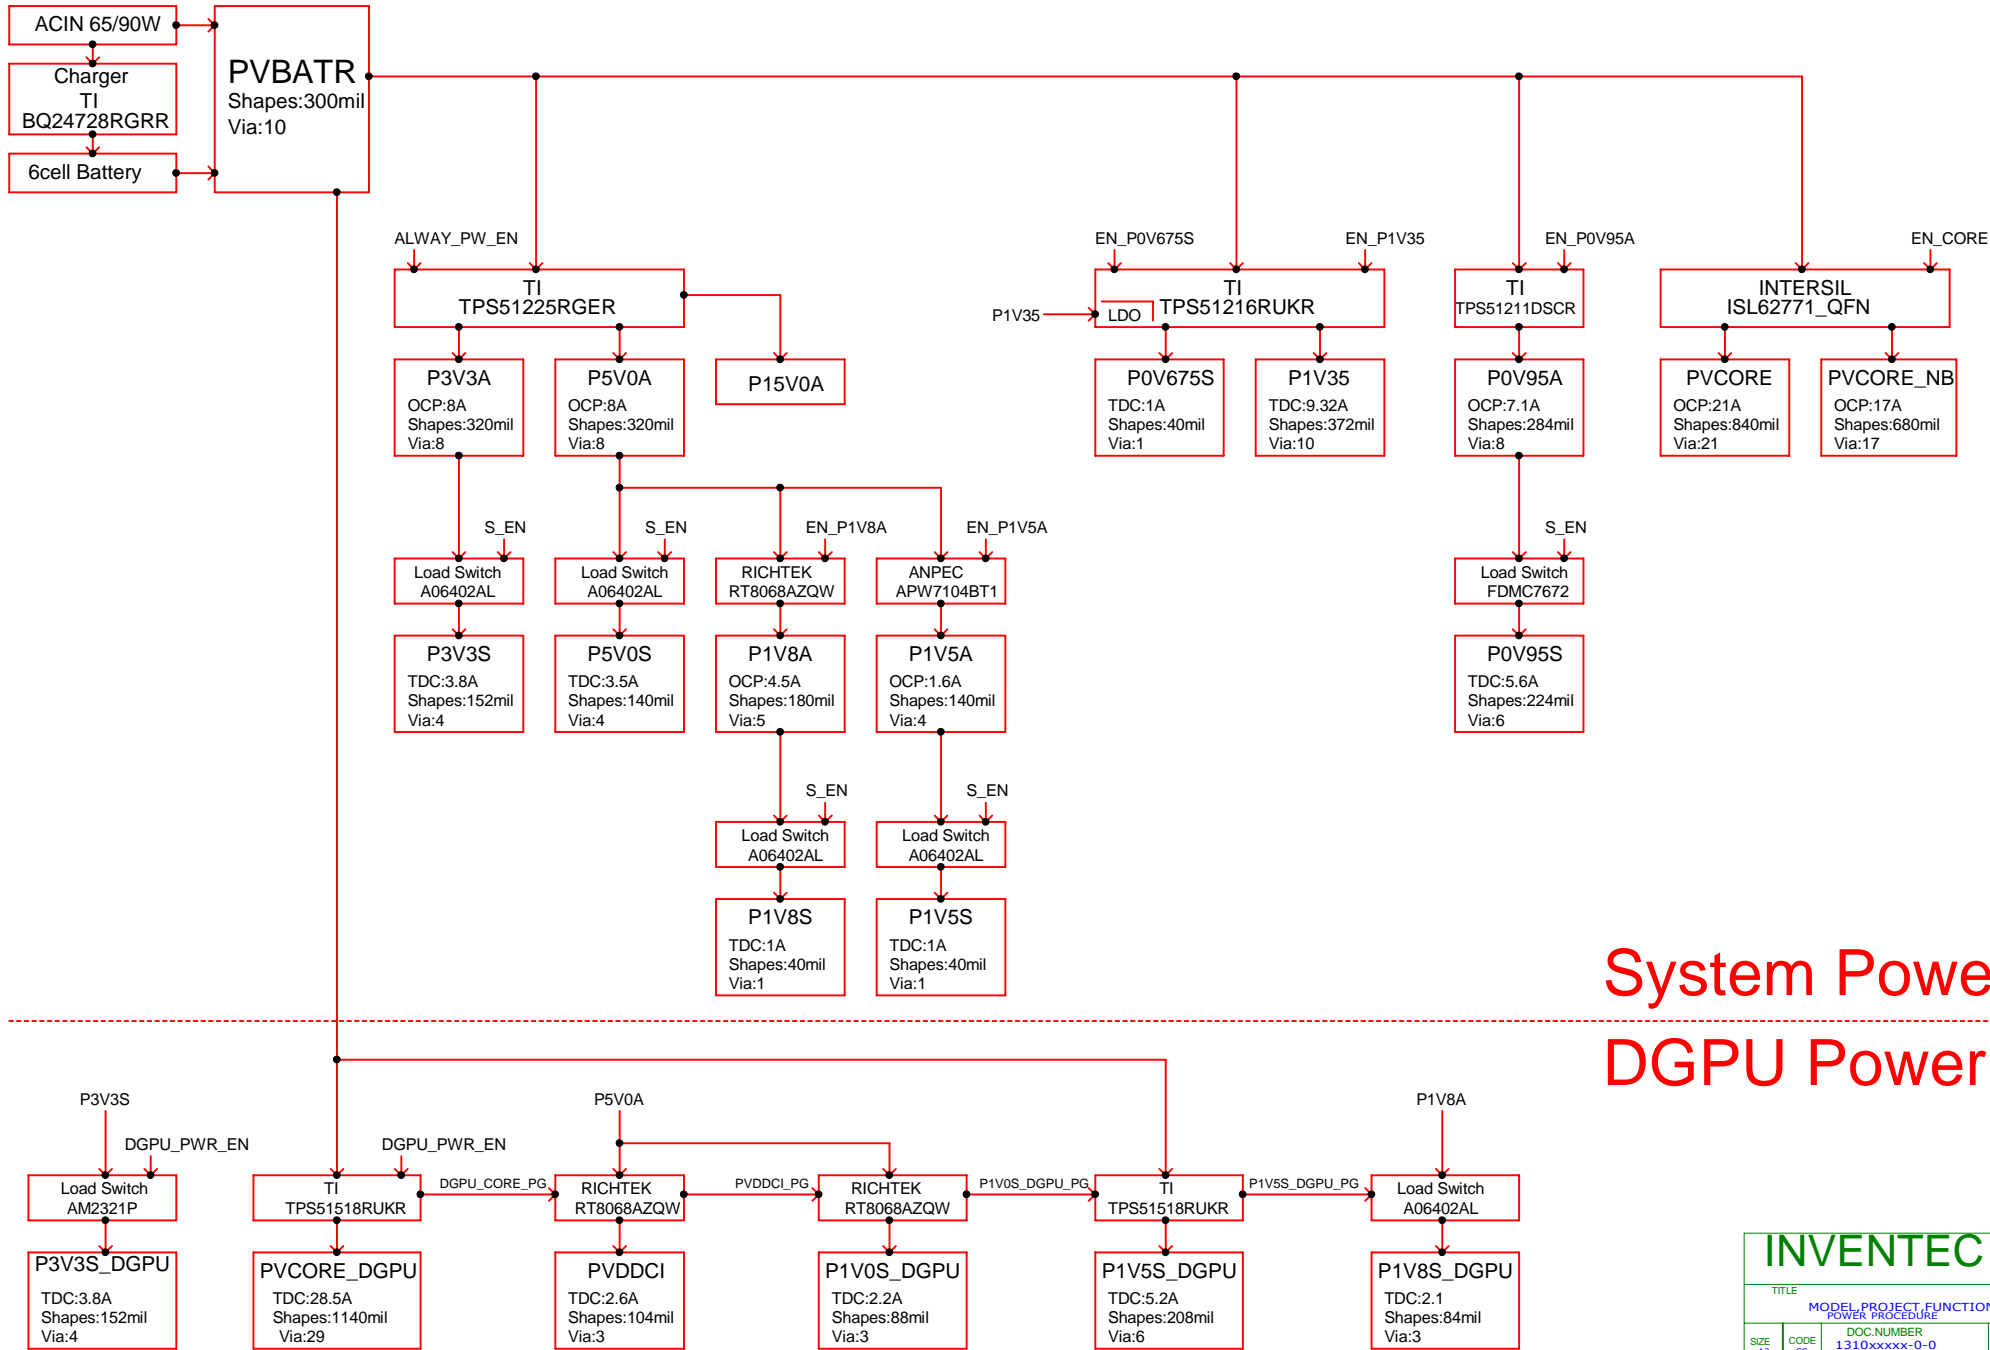 ACIN 65/90W
Charger
TI
BQ24728RGRR
6cell Battery
PVBATR
Shapes:300mil
Via:10
ALWAY_PW_EN
TI
TPS51225RGER
P3V3A
OCP:8A
Shapes:320mil
Via:8
P5V0A
OCP:8A
Shapes:320mil
Via:8
P15V0A
EN_P0V675S
EN_P1V35
P1V35
LDO
TI
TPS51216RUKR
P0V675S
TDC:1A
Shapes:40mil
Via:1
P1V35
TDC:9.32A
Shapes:372mil
Via:10
EN_P0V95A
TI
TPS51211DSCR
P0V95A
OCP:7.1A
Shapes:284mil
Via:8
EN_CORE
INTERSIL
ISL62771_QFN
PVCORE
OCP:21A
Shapes:840mil
Via:21
PVCORE_NB
OCP:17A
Shapes:680mil
Via:17
S_EN
Load Switch
A06402AL
P3V3S
TDC:3.8A
Shapes:152mil
Via:4
S_EN
Load Switch
A06402AL
P5V0S
TDC:3.5A
Shapes:140mil
Via:4
EN_P1V8A
RICHTEK
RT8068AZQW
P1V8A
OCP:4.5A
Shapes:180mil
Via:5
EN_P1V5A
ANPEC
APW7104BT1
P1V5A
OCP:1.6A
Shapes:140mil
Via:4
S_EN
Load Switch
FDMC7672
P0V95S
TDC:5.6A
Shapes:224mil
Via:6
S_EN
Load Switch
A06402AL
P1V8S
TDC:1A
Shapes:40mil
Via:1
S_EN
Load Switch
A06402AL
P1V5S
TDC:1A
Shapes:40mil
Via:1
System Powe
DGPU Power
P3V3S
DGPU_PWR_EN
Load Switch
AM2321P
P3V3S_DGPU
TDC:3.8A
Shapes:152mil
Via:4
DGPU_PWR_EN
TI
TPS51518RUKR
PVCORE_DGPU
TDC:28.5A
Shapes:1140mil
Via:29
DGPU_CORE_PG
P5V0A
RICHTEK
RT8068AZQW
PVDDCI
TDC:2.6A
Shapes:104mil
Via:3
PVDDCI_PG
RICHTEK
RT8068AZQW
P1V0S_DGPU
TDC:2.2A
Shapes:88mil
Via:3
P1V0S_DGPU_PG
TI
TPS51518RUKR
P1V5S_DGPU
TDC:5.2A
Shapes:208mil
Via:6
P1V5S_DGPU_PG
P1V8A
Load Switch
A06402AL
P1V8S_DGPU
TDC:2.1
Shapes:84mil
Via:3
INVENTEC
TITLE
MODEL,PROJECT,FUNCTION
POWER PROCEDURE
SIZE CODE DOC.NUMBER
1310xxxxx-0-0